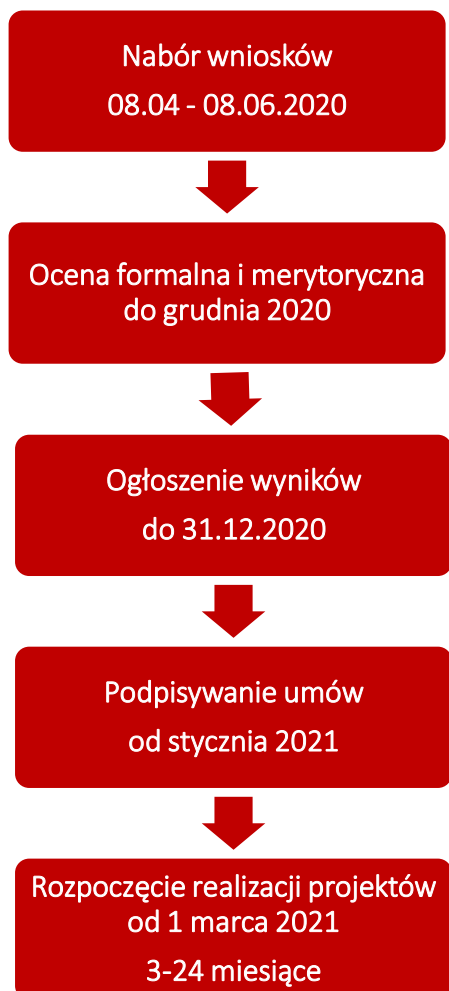 Nabór wniosków
08.04 - 08.06.2020
Ocena formalna i merytoryczna
do grudnia 2020
Ogłoszenie wyników
do 31.12.2020
Podpisywanie umów
od stycznia 2021
Rozpoczęcie realizacji projektów
od 1 marca 2021
3-24 miesiące